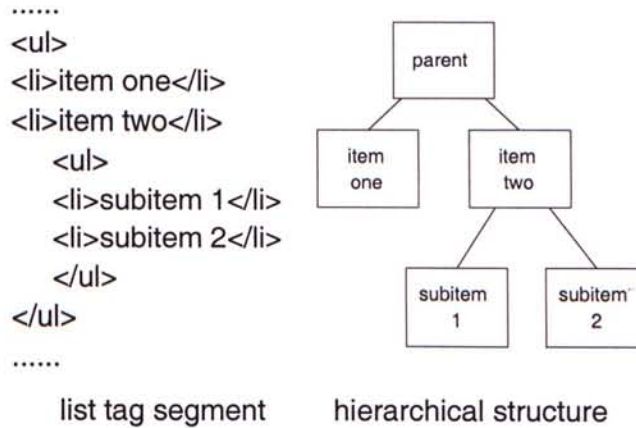 ......
<ul>
<li>item one</li>
<li>item two</li>
<ul>
<li>subitem 1</li>
<li>subitem 2</li>
</ul>
</ul>
......
list tag segment
parent
item
one
item
two
subitem
1
subitem
2
hierarchical structure